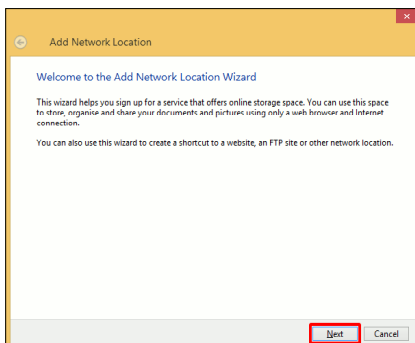 Add Network Location
Welcome to the Add Network Location Wizard
This wizard helps you sign up for a service that offers online storage space. You can use this space
to store, organise and share your documents and pictures using only a web browser and Internet
connection.
You can also use this wizard to create a shortcut to a website, an FTP site or other network location.
Next Cancel